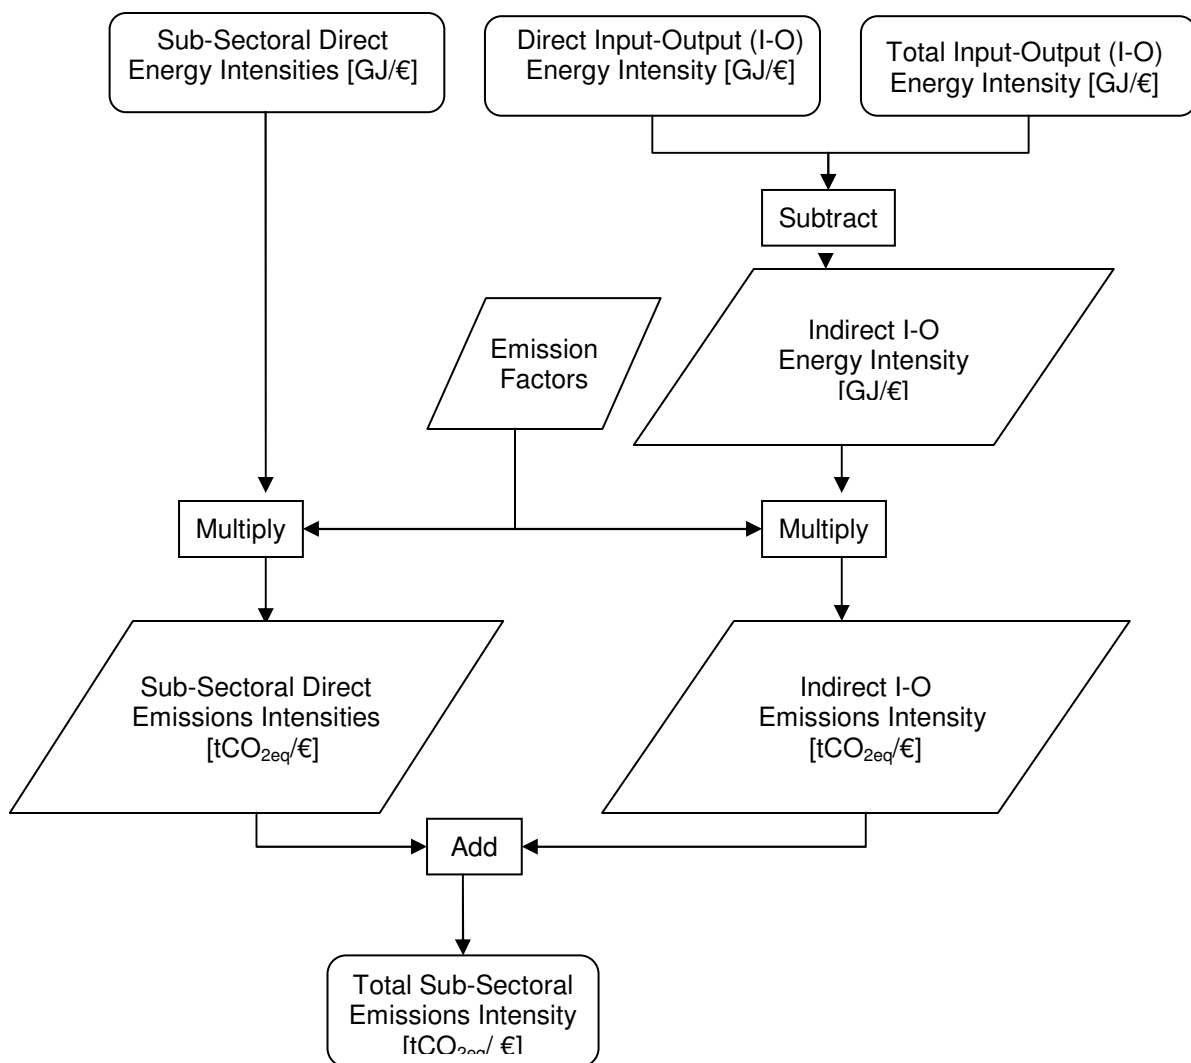 Sub-Sectoral Direct
Energy Intensities [GJ/€]
Direct Input-Output (I-O)
Energy Intensity [GJ/€]
Total Input-Output (I-O)
Energy Intensity [GJ/€]
Subtract
Emission
Factors
Indirect I-O
Energy Intensity
[GJ/€]
Multiply
Multiply
Sub-Sectoral Direct
Emissions Intensities
[tCO₂eq/€]
Indirect I-O
Emissions Intensity
[tCO₂eq/€]
Add
Total Sub-Sectoral
Emissions Intensity
[tCO₂eq/ €]